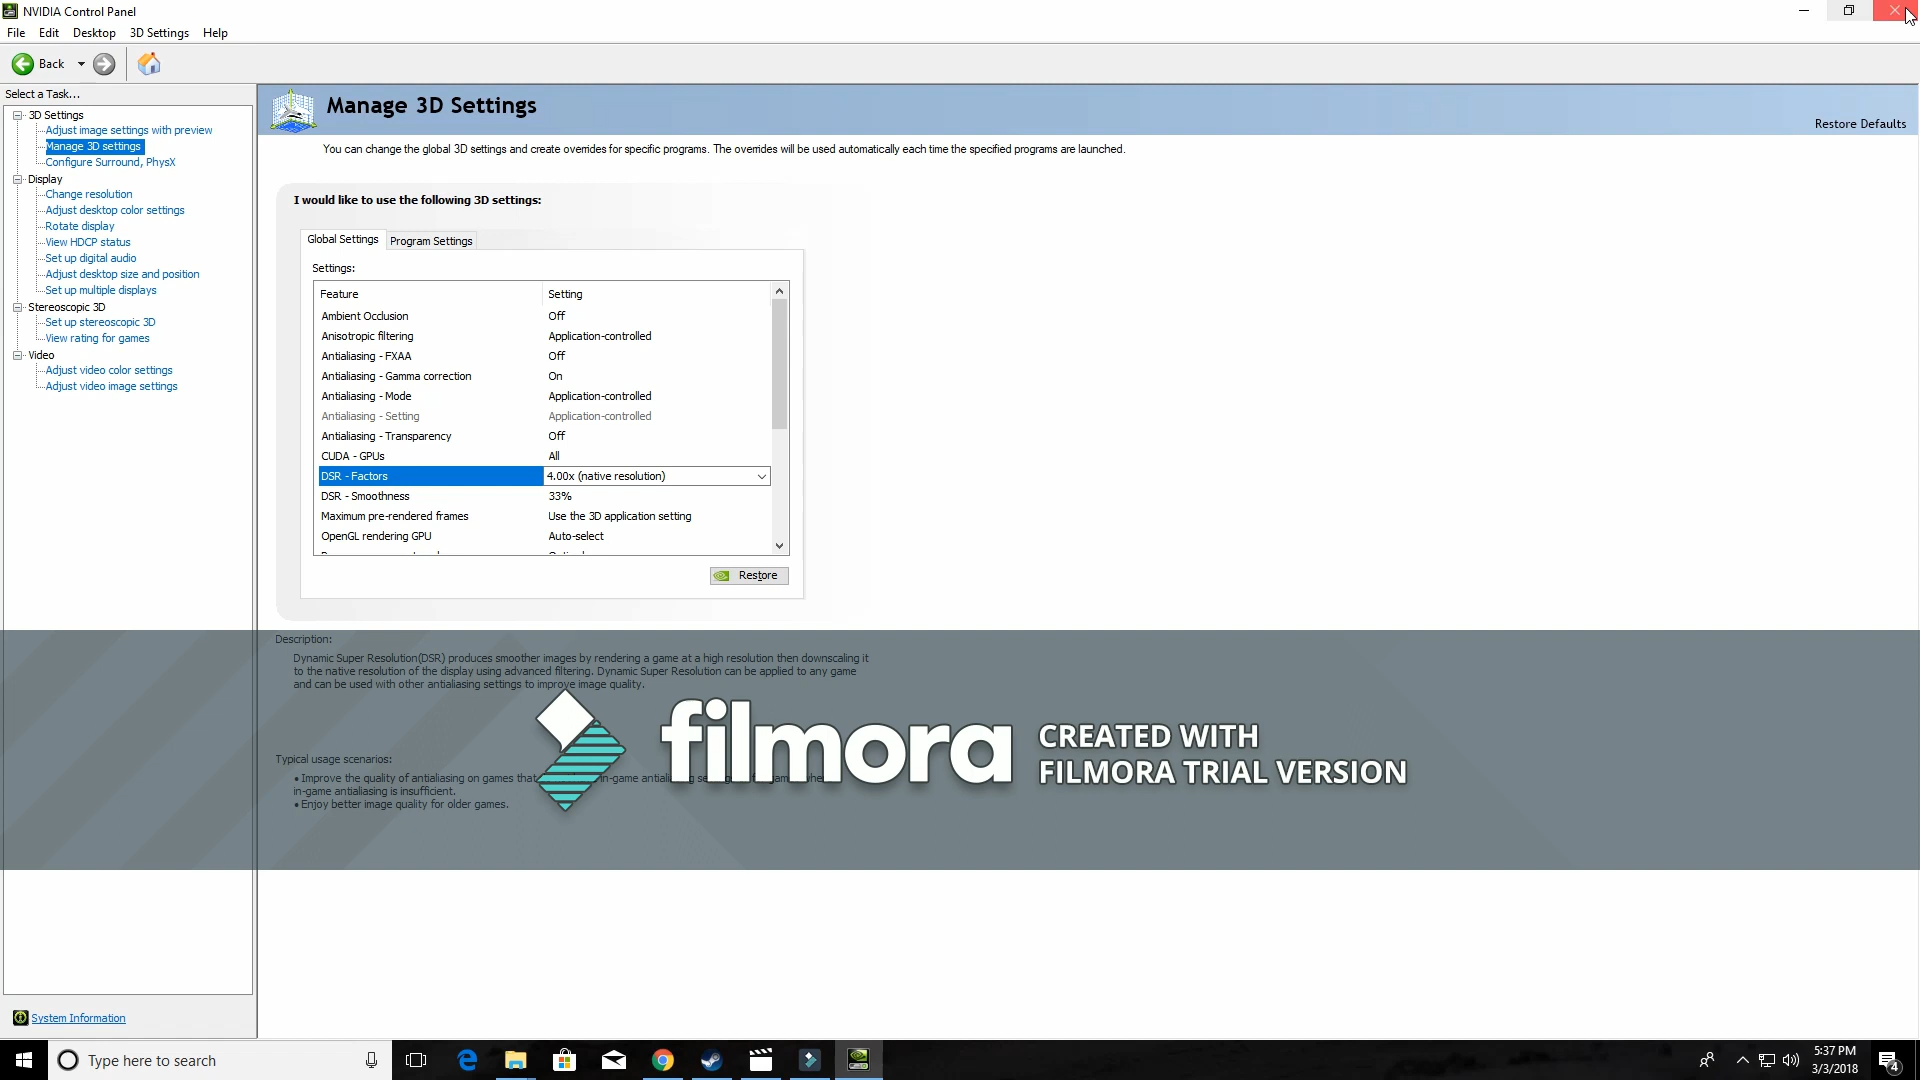 NVIDIA Control Panel
File Edit Desktop 3D Settings Help
Back
Select a Task...
3D Settings
Adjust image settings with preview
Manage 3D settings
Configure Surround, PhysX
Display
Change resolution
Adjust desktop color settings
Rotate display
View HDCP status
Set up digital audio
Adjust desktop size and position
Set up multiple displays
Stereoscopic 3D
Set up stereoscopic 3D
View rating for games
Video
Adjust video color settings
Adjust video image settings
System Information
Manage 3D Settings
Restore Defaults
You can change the global 3D settings and create overrides for specific programs. The overrides will be used automatically each time the specified programs are launched.
I would like to use the following 3D settings:
Global Settings Program Settings
Settings:
Feature Setting
Ambient Occlusion Off
Anisotropic filtering Application-controlled
Antialiasing - FXAA Off
Antialiasing - Gamma correction On
Antialiasing - Mode Application-controlled
Antialiasing - Setting Application-controlled
Antialiasing - Transparency Off
CUDA - GPUs All
DSR - Factors 4.00x (native resolution)
DSR - Smoothness 33%
Maximum pre-rendered frames Use the 3D application setting
OpenGL rendering GPU Auto-select
Restore
Description:
Dynamic Super Resolution(DSR) produces smoother images by rendering a game at a high resolution then downscaling it
to the native resolution of the display using advanced filtering. Dynamic Super Resolution can be applied to any game
and can be used with other antialiasing settings to improve image quality.
filmora
CREATED WITH
FILMORA TRIAL VERSION
Typical usage scenarios:
• Improve the quality of antialiasing on games that in-game
in-game antialiasing is insufficient.
• Enjoy better image quality for older games.
Type here to search
5:37 PM
3/3/2018
4